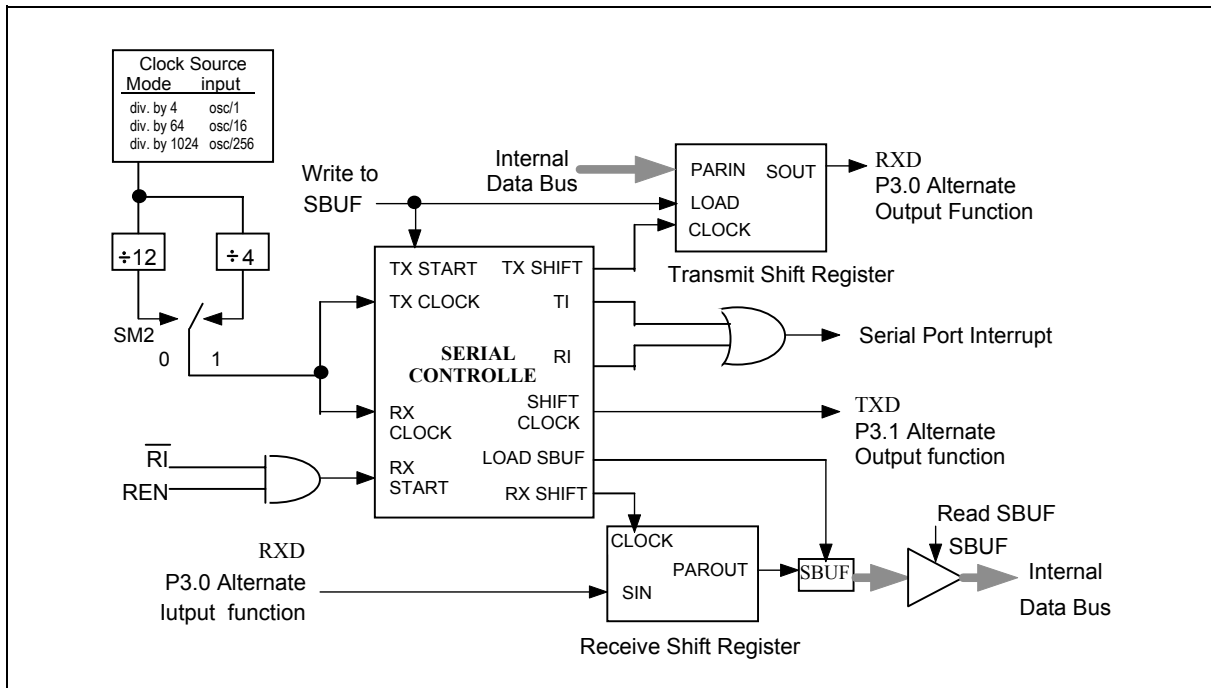 Clock Source
Mode input
div. by 4 osc/1
div. by 64 osc/16
div. by 1024 osc/256
÷12
÷4
SM2
0 1
Write to
SBUF
Internal
Data Bus
PARIN SOUT
LOAD
CLOCK
Transmit Shift Register
RXD
P3.0 Alternate
Output Function
TX START TX SHIFT
TX CLOCK TI
SERIAL
CONTROLLE
RI
SHIFT
CLOCK
RX
CLOCK
LOAD SBUF
RX
START
RX SHIFT
Serial Port Interrupt
TXD
P3.1 Alternate
Output function
RI
REN
RXD
P3.0 Alternate
Iutput function
CLOCK
PAROUT
SIN
Receive Shift Register
SBUF
Read SBUF
SBUF
Internal
Data Bus